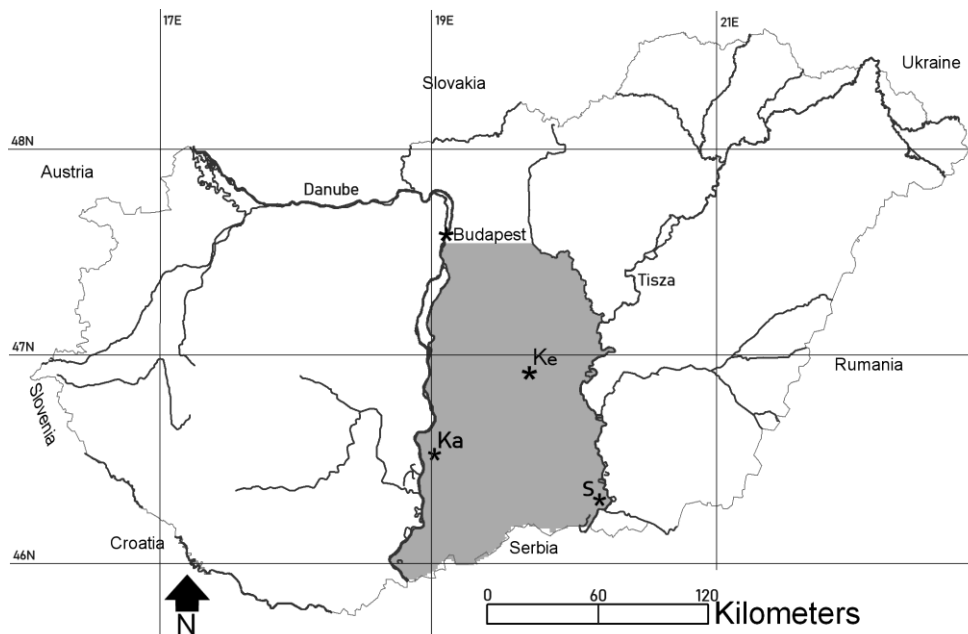 17E
19E
21E
Slovakia
Ukraine
48N
Austria
Danube
Budapest
Tisza
47N
Ke
Rumania
Slovenia
Ka
S
Croatia
Serbia
46N
0
60
120
Kilometers
N